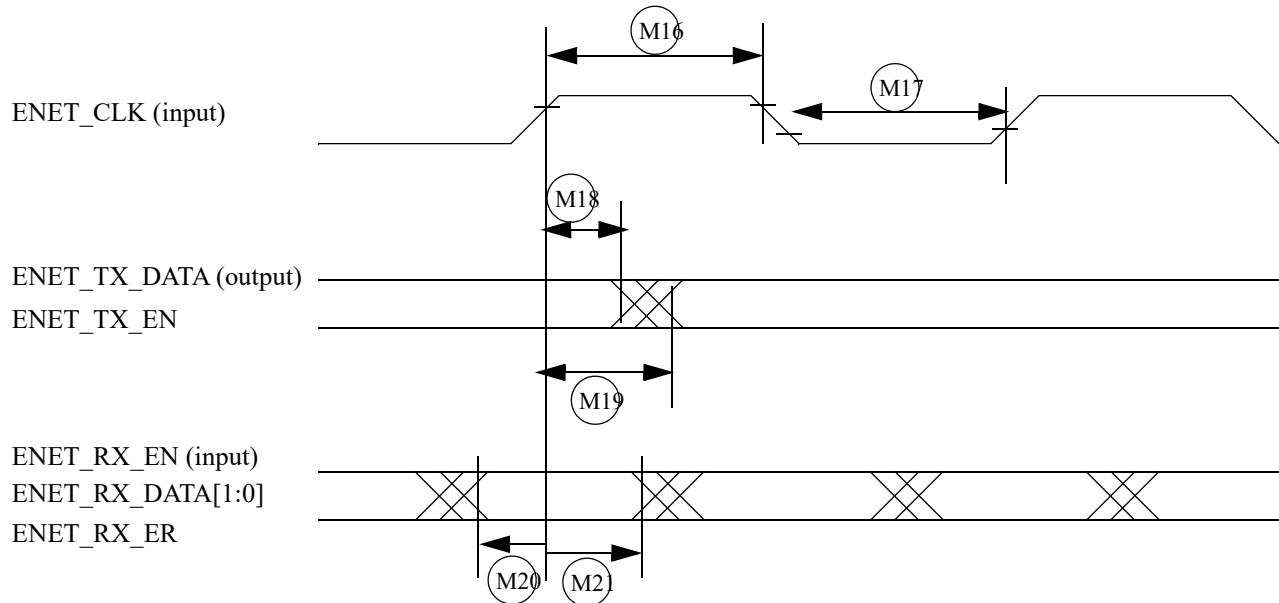 M16
M17
ENET_CLK (input)
M18
ENET_TX_DATA (output)
ENET_TX_EN
M19
ENET_RX_EN (input)
ENET_RX_DATA[1:0]
ENET_RX_ER
M20
M21